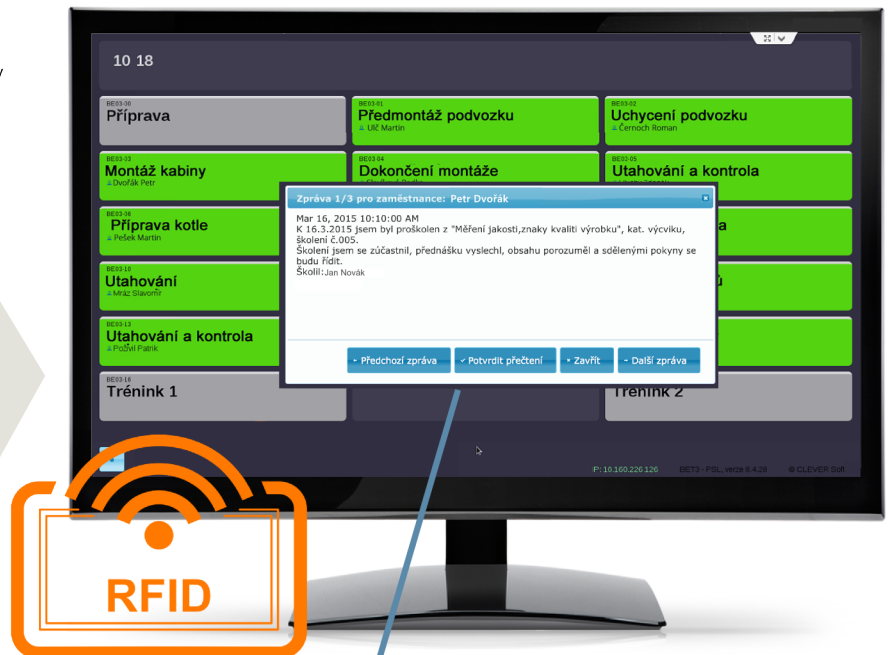 y
10 18
BE03-30
Příprava
BE03-01
Předmontáž podvozku
Ulč Martin
BE03-02
Uchycení podvozku
Černoch Roman
BE03-03
Montáž kabiny
Dvořák Petr
BE03-04
Dokončení montáže
BE03-05
Utahování a kontrola
Zpráva 1/3 pro zaměstnance: Petr Dvořák
Mar 16, 2015 10:10:00 AM
K 16.3.2015 jsem byl proškolen z "Měření jakosti,znaky kvaliti výrobku", kat. výcviku,
školení č.005.
Školení jsem se zúčastnil, přednášku vyslechl, obsahu porozuměl a sdělenými pokyny se
budu řídit.
Školil:Jan Novák
Předchozí zpráva
Potvrdit přečtení
Zavřít
Další zpráva
BE03-08
Příprava kotle
Pešek Martin
a
BE03-10
Utahování
Mráz Slavomír
ů
BE03-13
Utahování a kontrola
Poživil Patrik
BE03-16
Trénink 1
Trénink 2
IP: 10.160.226.126
BET3 - PSL, verze 6.4.28
© CLEVER Soft
RFID